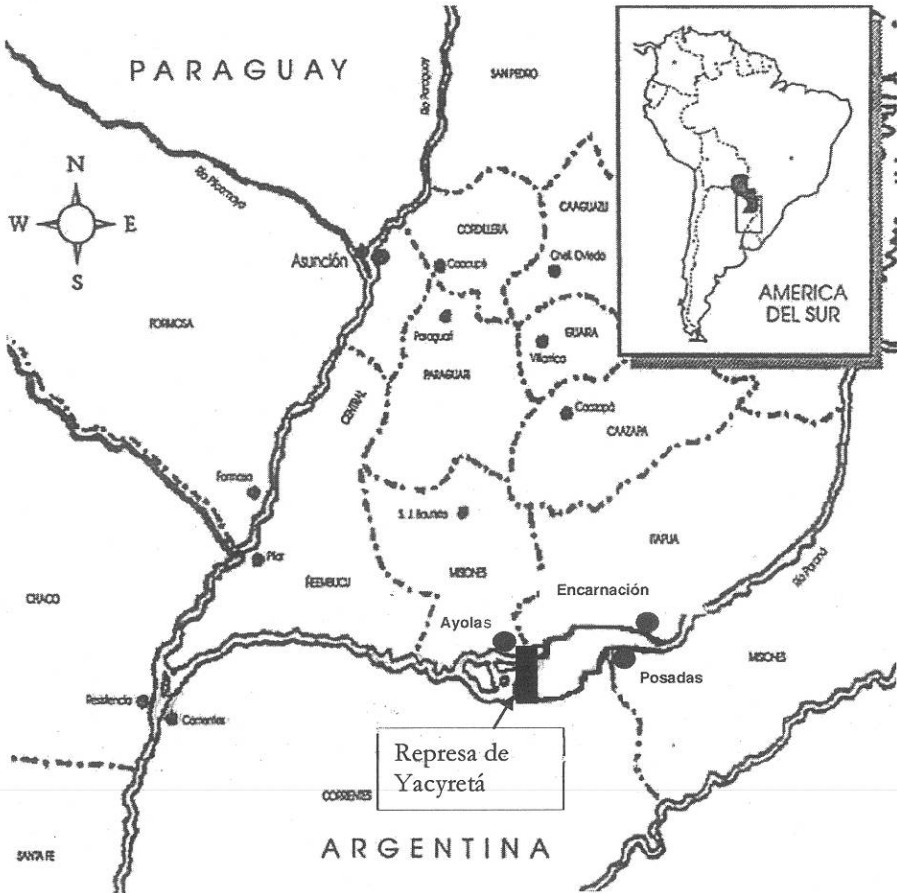 PARAGUAY
Río Paraguay
SAN PEDRO
N
W
E
S
Río Pilcomayo
CORDILLERA
CAAGUAZU
Asunción
Caacupé
Cnel. Oviedo
AMERICA
DEL SUR
FORMOSA
Paraguarí
GUAIRA
Villarrica
PARAGUARI
CENTRAL
Caazapá
CAAZAPA
Formosa
S. J. Bautista
ITAPUA
Pilar
MISIONES
Río Paraná
ÑEEMBUCU
CHACO
Encarnación
Ayolas
MISIONES
Posadas
Resistencia
Corrientes
Represa de
Yacyretá
CORRIENTES
ARGENTINA
SANTA FE